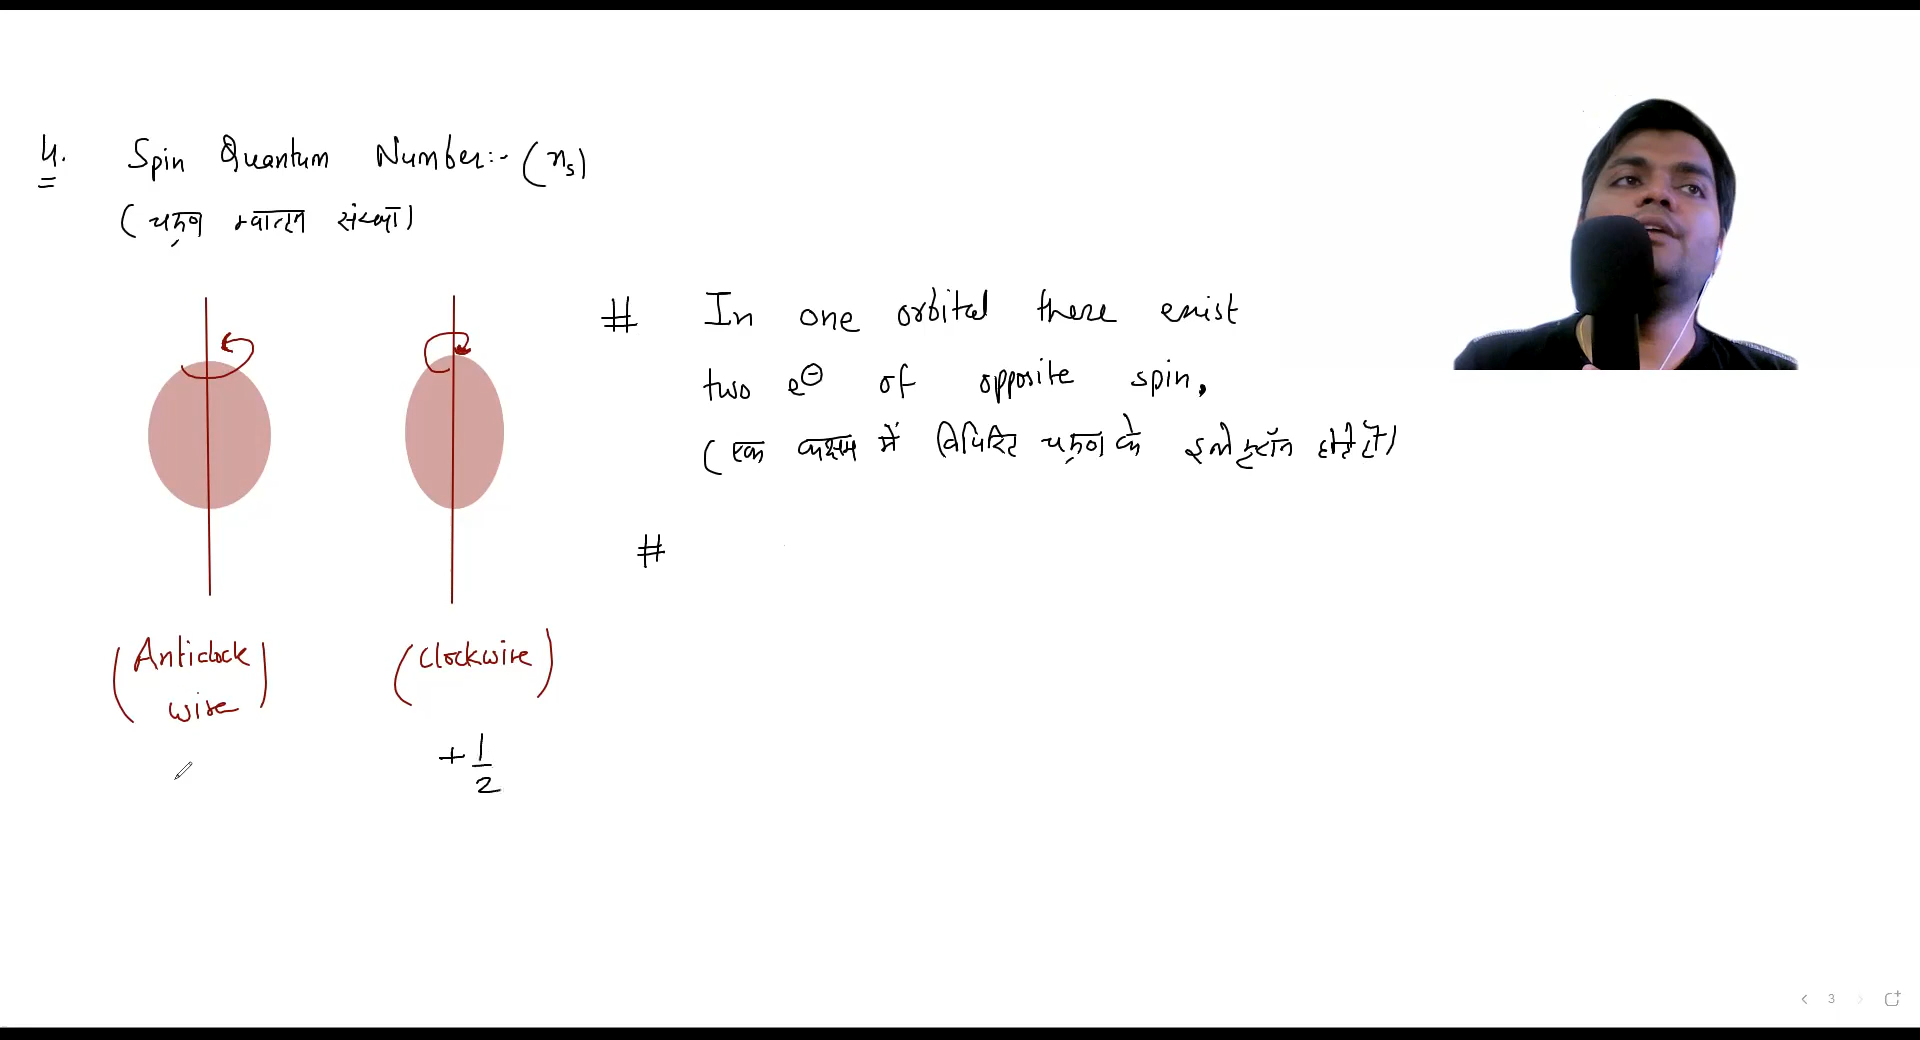 4. Spin Quantum Number:- (ns)
(चक्रण क्वान्टम संख्या)
# In one orbital there exist
two e⊖ of opposite spin.
(एक कक्षक में विपरित चक्रण के इलेक्ट्रॉन होते हैं)
#
(Anticlock
wise)
(Clockwise)
+1/2
3